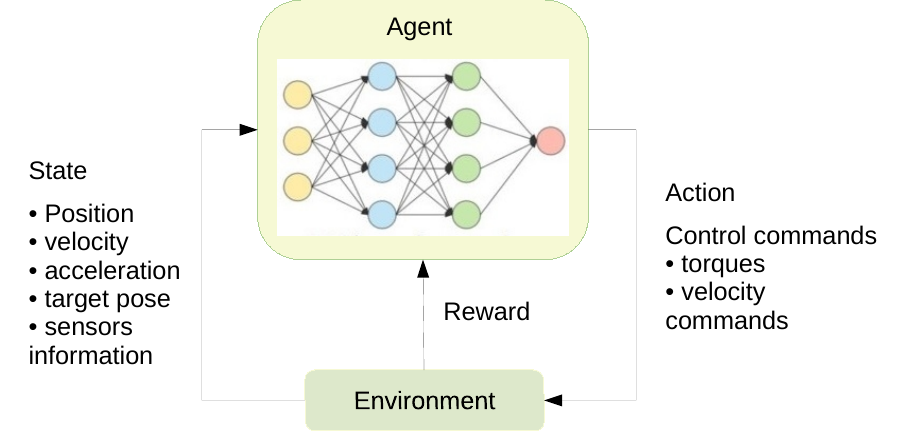 Agent
State
• Position
• velocity
• acceleration
• target pose
• sensors
information
Action
Control commands
• torques
• velocity
commands
Reward
Environment